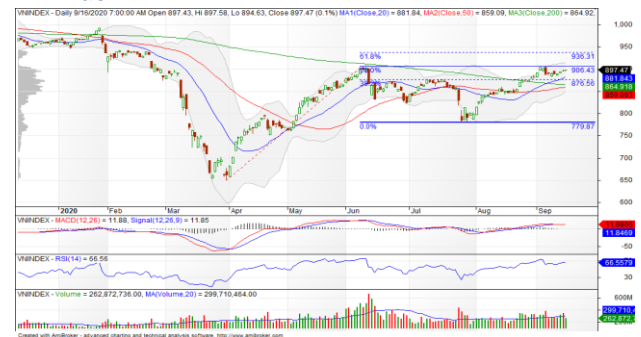 VNINDEX - Daily 9/16/2020 7:00:00 AM Open 897.43, Hi 897.58, Lo 894.63, Close 897.47 (0.1%) MA1(Close,20) = 881.84, MA2(Close,50) = 859.09, MA3(Close,200) = 864.92,
1,000
61.8% 936.31
950
906.43
897.47
881.843
876.56
864.918
800
0.0% 779.87
750
700
650
600
2020 Feb Mar Apr May Jun Jul Aug Sep
VNINDEX - MACD(12,26) = 11.88, Signal(12,26,9) = 11.85
11.8469
-50
VNINDEX - RSI(14) = 66.56
66.5579
30
VNINDEX - Volume = 262,872,736.00, MA(Volume,20) = 299,710,464.00
600M
299,710,4
262,872,7
Created with AmiBroker - advanced charting and technical analysis software. http://www.amibroker.com